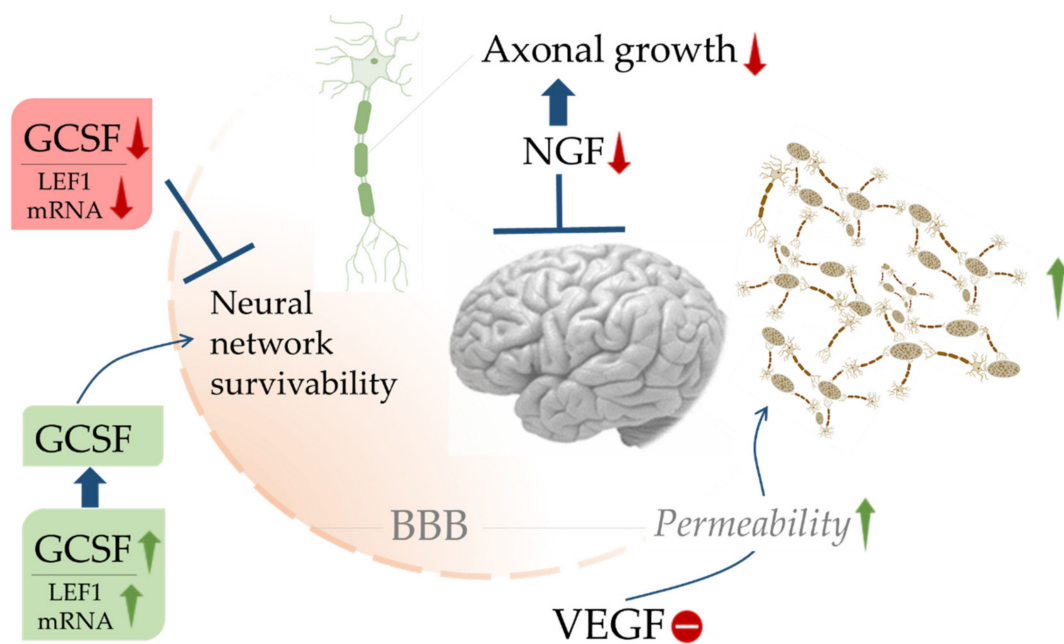 Axonal growth
NGF
GCSF
LEF1
mRNA
Neural
network
survivability
GCSF
GCSF
LEF1
mRNA
BBB
Permeability
VEGF